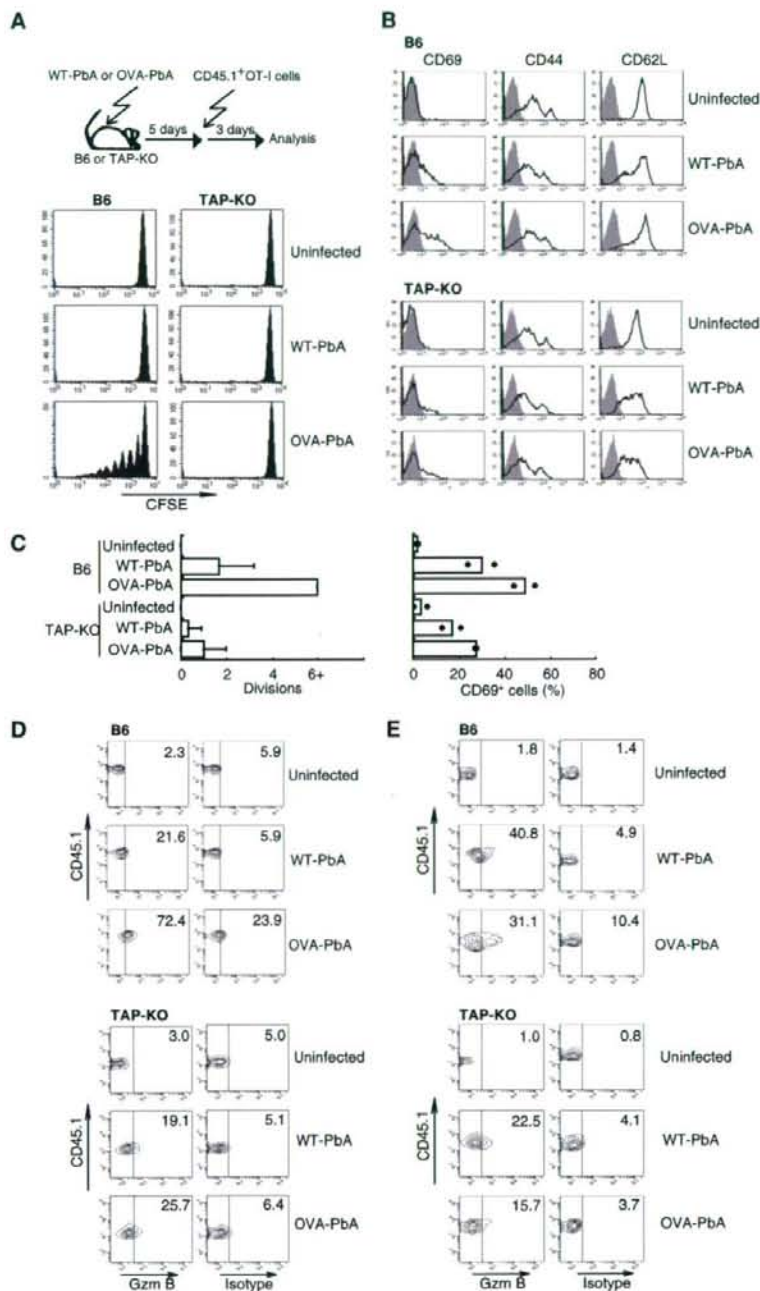 A
WT-PbA or OVA-PbA
CD45.1+OT-I cells
5 days
3 days
Analysis
B6 or TAP-KO
B6
TAP-KO
Uninfected
WT-PbA
OVA-PbA
CFSE
B
B6
CD69
CD44
CD62L
Uninfected
WT-PbA
OVA-PbA
TAP-KO
Uninfected
WT-PbA
OVA-PbA
C
B6
Uninfected
WT-PbA
OVA-PbA
TAP-KO
Uninfected
WT-PbA
OVA-PbA
0 2 4 6+
Divisions
0 20 40 60 80
CD69+ cells (%)
D
B6
2.3 5.9 Uninfected
21.6 5.9 WT-PbA
72.4 23.9 OVA-PbA
CD45.1
TAP-KO
3.0 5.0 Uninfected
19.1 5.1 WT-PbA
25.7 6.4 OVA-PbA
CD45.1
Gzm B
Isotype
E
B6
1.8 1.4 Uninfected
40.8 4.9 WT-PbA
31.1 10.4 OVA-PbA
CD45.1
TAP-KO
1.0 0.8 Uninfected
22.5 4.1 WT-PbA
15.7 3.7 OVA-PbA
CD45.1
Gzm B
Isotype